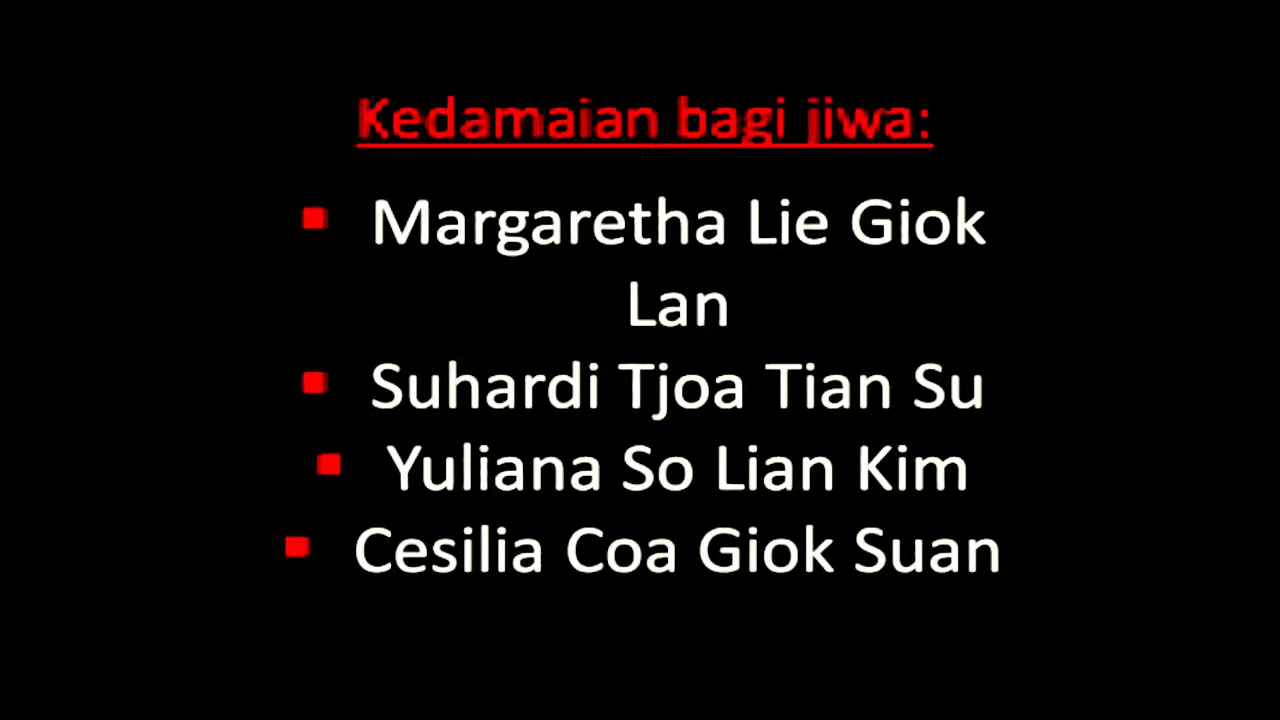 Kedamaian bagi jiwa:
▪ Margaretha Lie Giok
Lan
▪ Suhardi Tjoa Tian Su
▪ Yuliana So Lian Kim
▪ Cesilia Coa Giok Suan